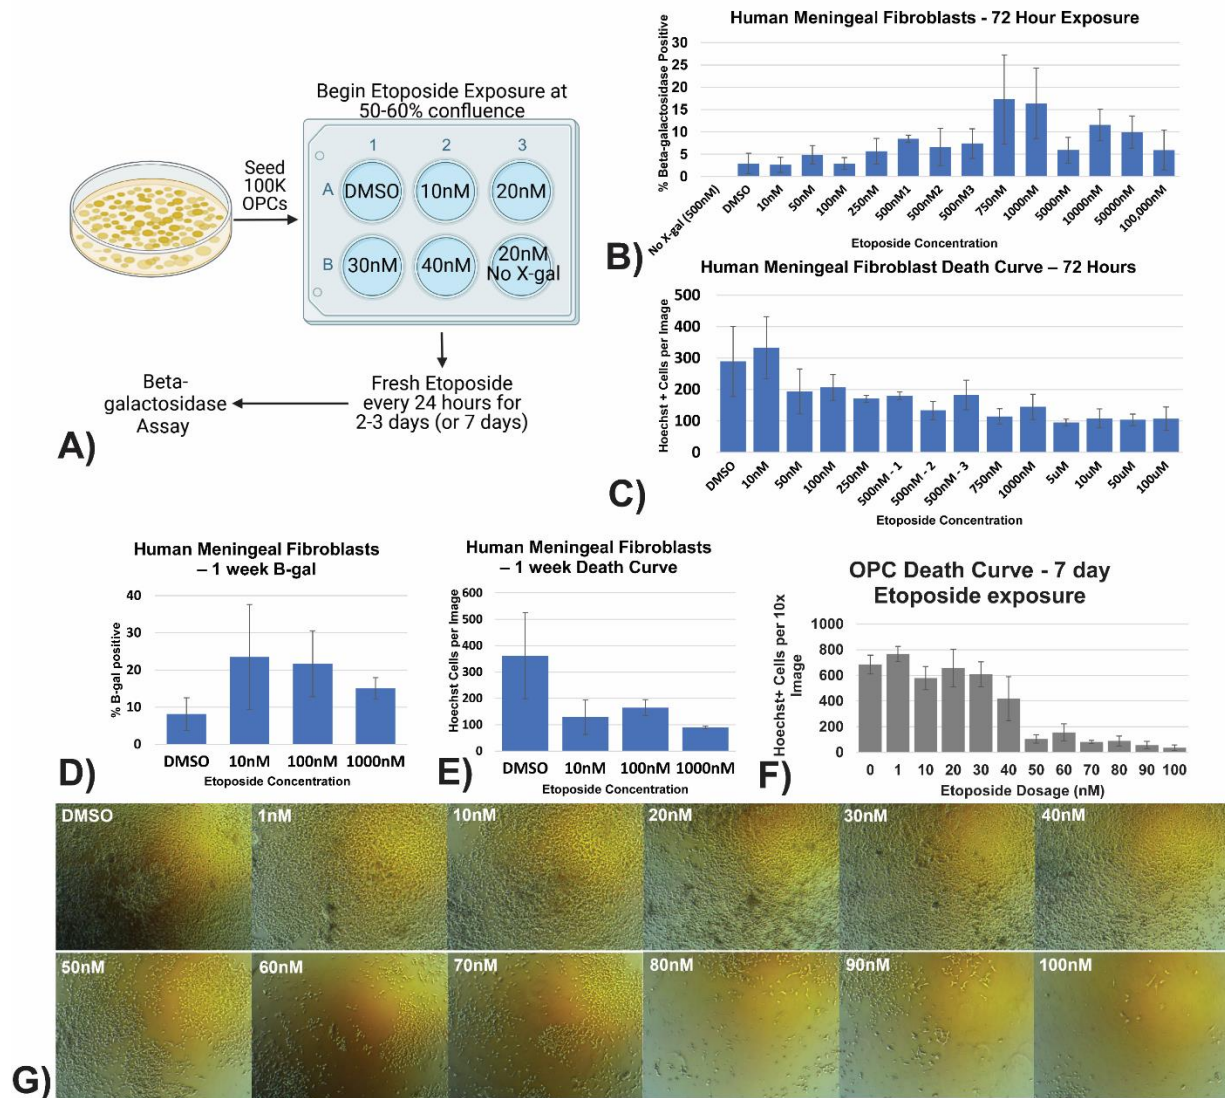 Seed
100K
OPCs
Begin Etoposide Exposure at
50-60% confluence
1 2 3
A DMSO 10nM 20nM
B 30nM 40nM 20nM
No X-gal
Fresh Etoposide
every 24 hours for
2-3 days (or 7 days)
Beta-
galactosidase
Assay
A)
Human Meningeal Fibroblasts - 72 Hour Exposure
% Beta-galactosidase Positive
30
25
20
15
10
5
0
No X-gal (500nM) DMSO 10nM 50nM 100nM 250nM 500nM1 500nM2 500nM3 750nM 1000nM 5000nM 10000nM 50000nM 100,000nM
Etoposide Concentration
B)
Human Meningeal Fibroblast Death Curve – 72 Hours
Hoechst + Cells per Image
500
400
300
200
100
0
DMSO 10nM 50nM 100nM 250nM 500nM - 1 500nM - 2 500nM - 3 750nM 1000nM 5uM 10uM 50uM 100uM
Etoposide Concentration
C)
Human Meningeal Fibroblasts
– 1 week B-gal
% B-gal positive
40
30
20
10
0
DMSO 10nM 100nM 1000nM
Etoposide Concentration
D)
Human Meningeal Fibroblasts
– 1 week Death Curve
Hoechst Cells per Image
600
500
400
300
200
100
0
DMSO 10nM 100nM 1000nM
Etoposide Concentration
E)
OPC Death Curve - 7 day
Etoposide exposure
Hoechst+ Cells per 10x
Image
1000
800
600
400
200
0
0 1 10 20 30 40 50 60 70 80 90 100
Etoposide Dosage (nM)
F)
DMSO 1nM 10nM 20nM 30nM 40nM
50nM 60nM 70nM 80nM 90nM 100nM
G)